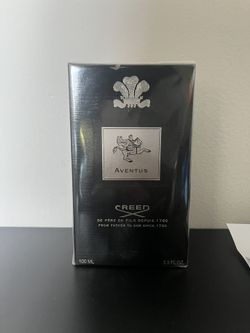 AVENTUS
CREED
DE PÈRE EN FILS DEPUIS 1760
FROM FATHER TO SON SINCE 1760
100 ML 3.3 FL.OZ.